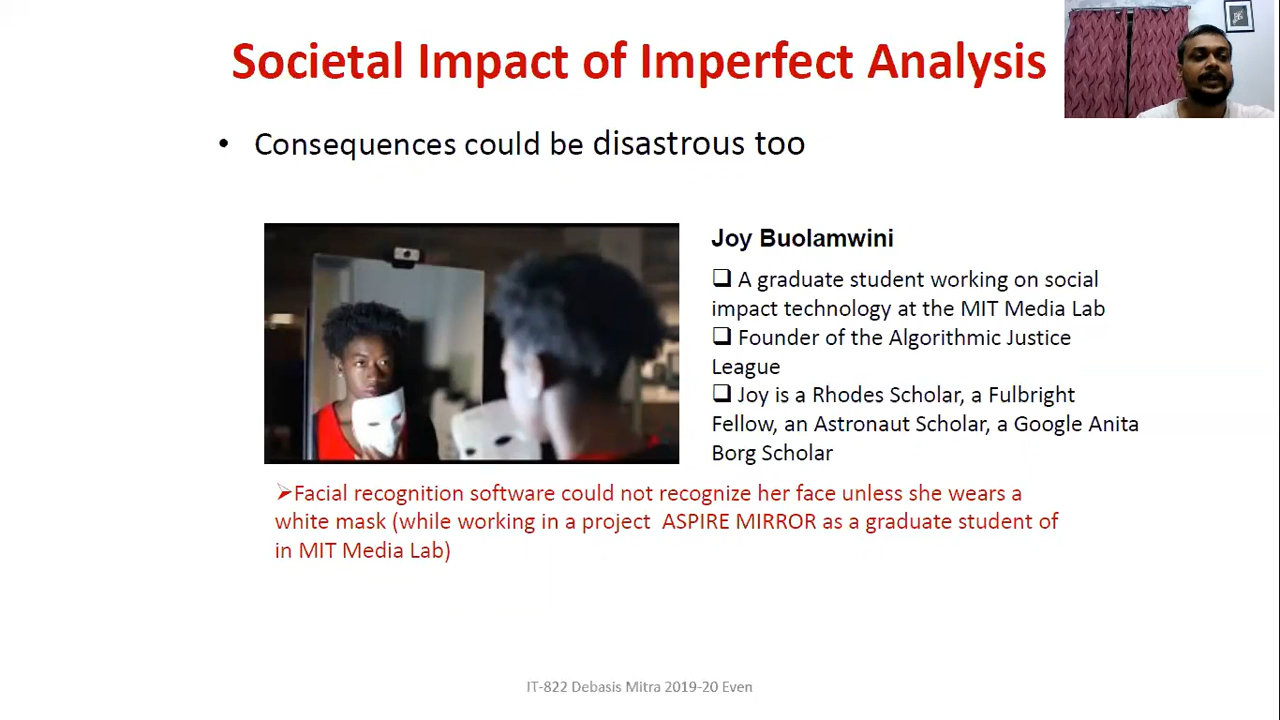 Societal Impact of Imperfect Analysis
• Consequences could be disastrous too
Joy Buolamwini
❑ A graduate student working on social
impact technology at the MIT Media Lab
❑ Founder of the Algorithmic Justice
League
❑ Joy is a Rhodes Scholar, a Fulbright
Fellow, an Astronaut Scholar, a Google Anita
Borg Scholar
➢Facial recognition software could not recognize her face unless she wears a
white mask (while working in a project ASPIRE MIRROR as a graduate student of
in MIT Media Lab)
IT-822 Debasis Mitra 2019-20 Even